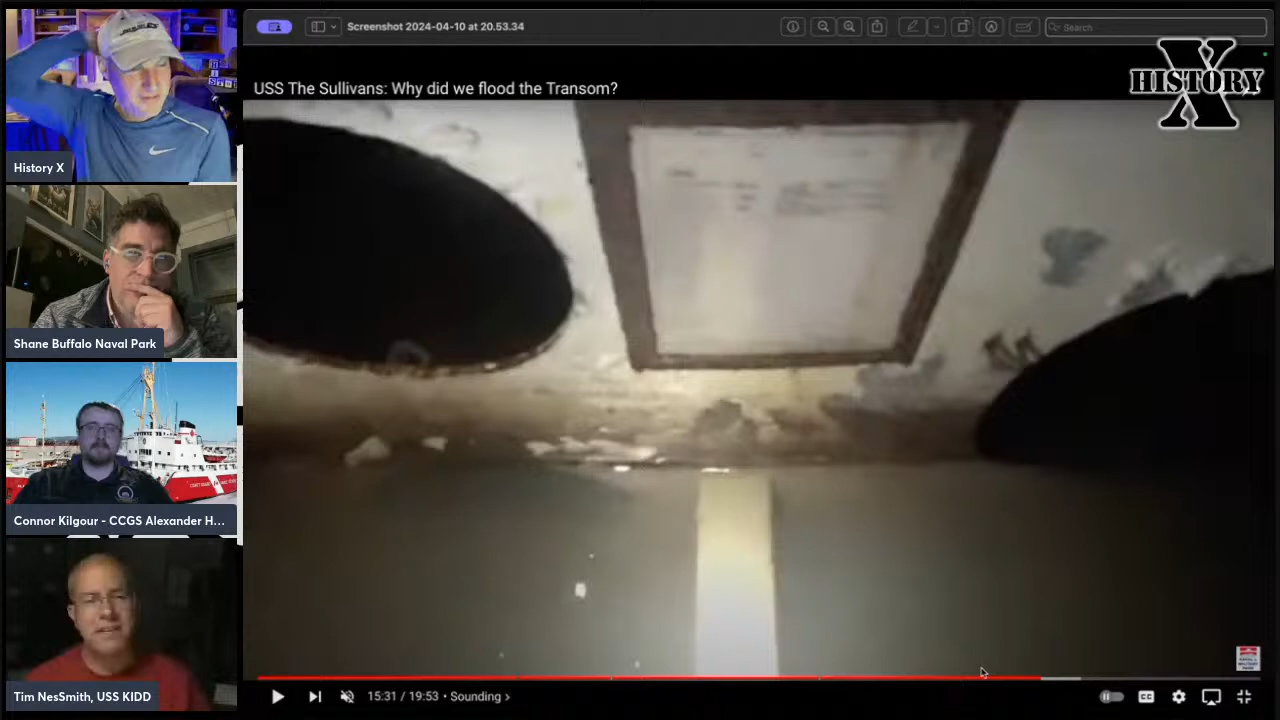 Screenshot 2024-04-10 at 20.53.34
Search
HISTORY
X
USS The Sullivans: Why did we flood the Transom?
History X
Shane Buffalo Naval Park
Connor Kilgour - CCGS Alexander H...
Tim NesSmith, USS KIDD
15:31 / 19:53 • Sounding >
CC